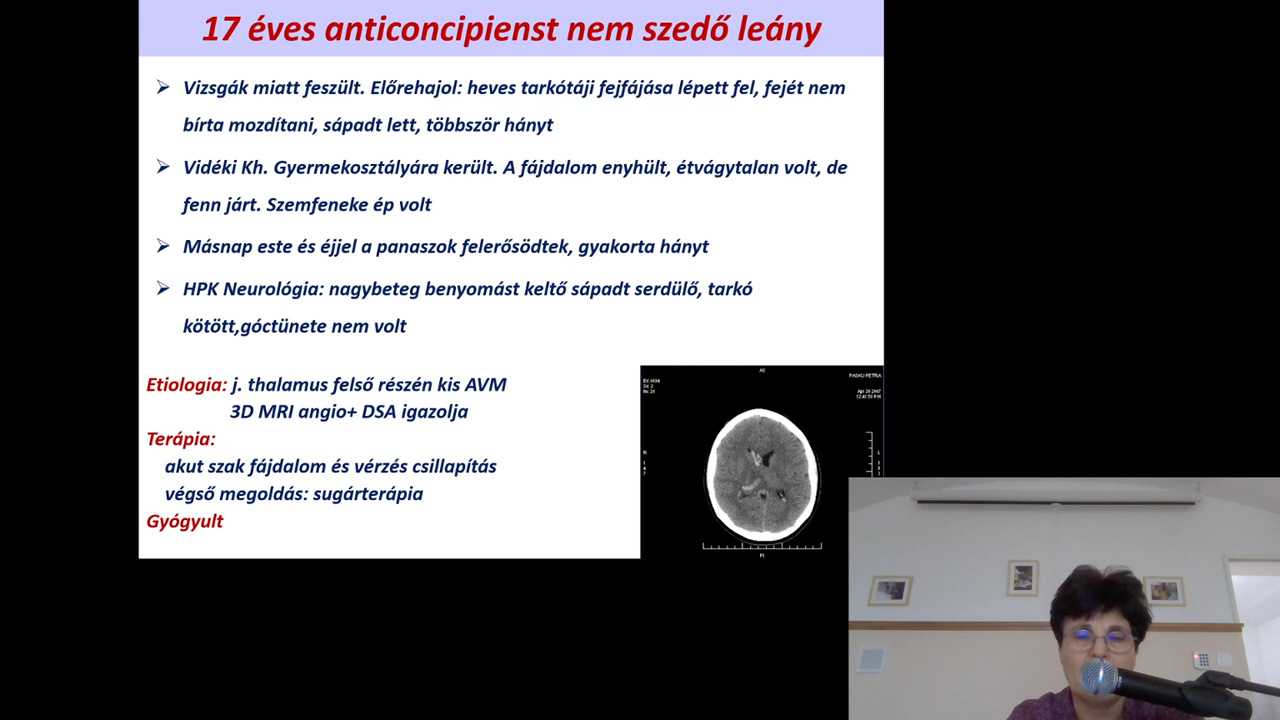 17 éves anticoncipienst nem szedő leány
Vizsgák miatt feszült. Előrehajol: heves tarkótáji fejfájása lépett fel, fejét nem
bírta mozdítani, sápadt lett, többször hányt
Vidéki Kh. Gyermekosztályára került. A fájdalom enyhült, étvágytalan volt, de
fenn járt. Szemfeneke ép volt
Másnap este és éjjel a panaszok felerősödtek, gyakorta hányt
HPK Neurológia: nagybeteg benyomást keltő sápadt serdülő, tarkó
kötött,góctünete nem volt
Etiologia: j. thalamus felső részén kis AVM
3D MRI angio+ DSA igazolja
Terápia:
akut szak fájdalom és vérzés csillapítás
végső megoldás: sugárterápia
Gyógyult